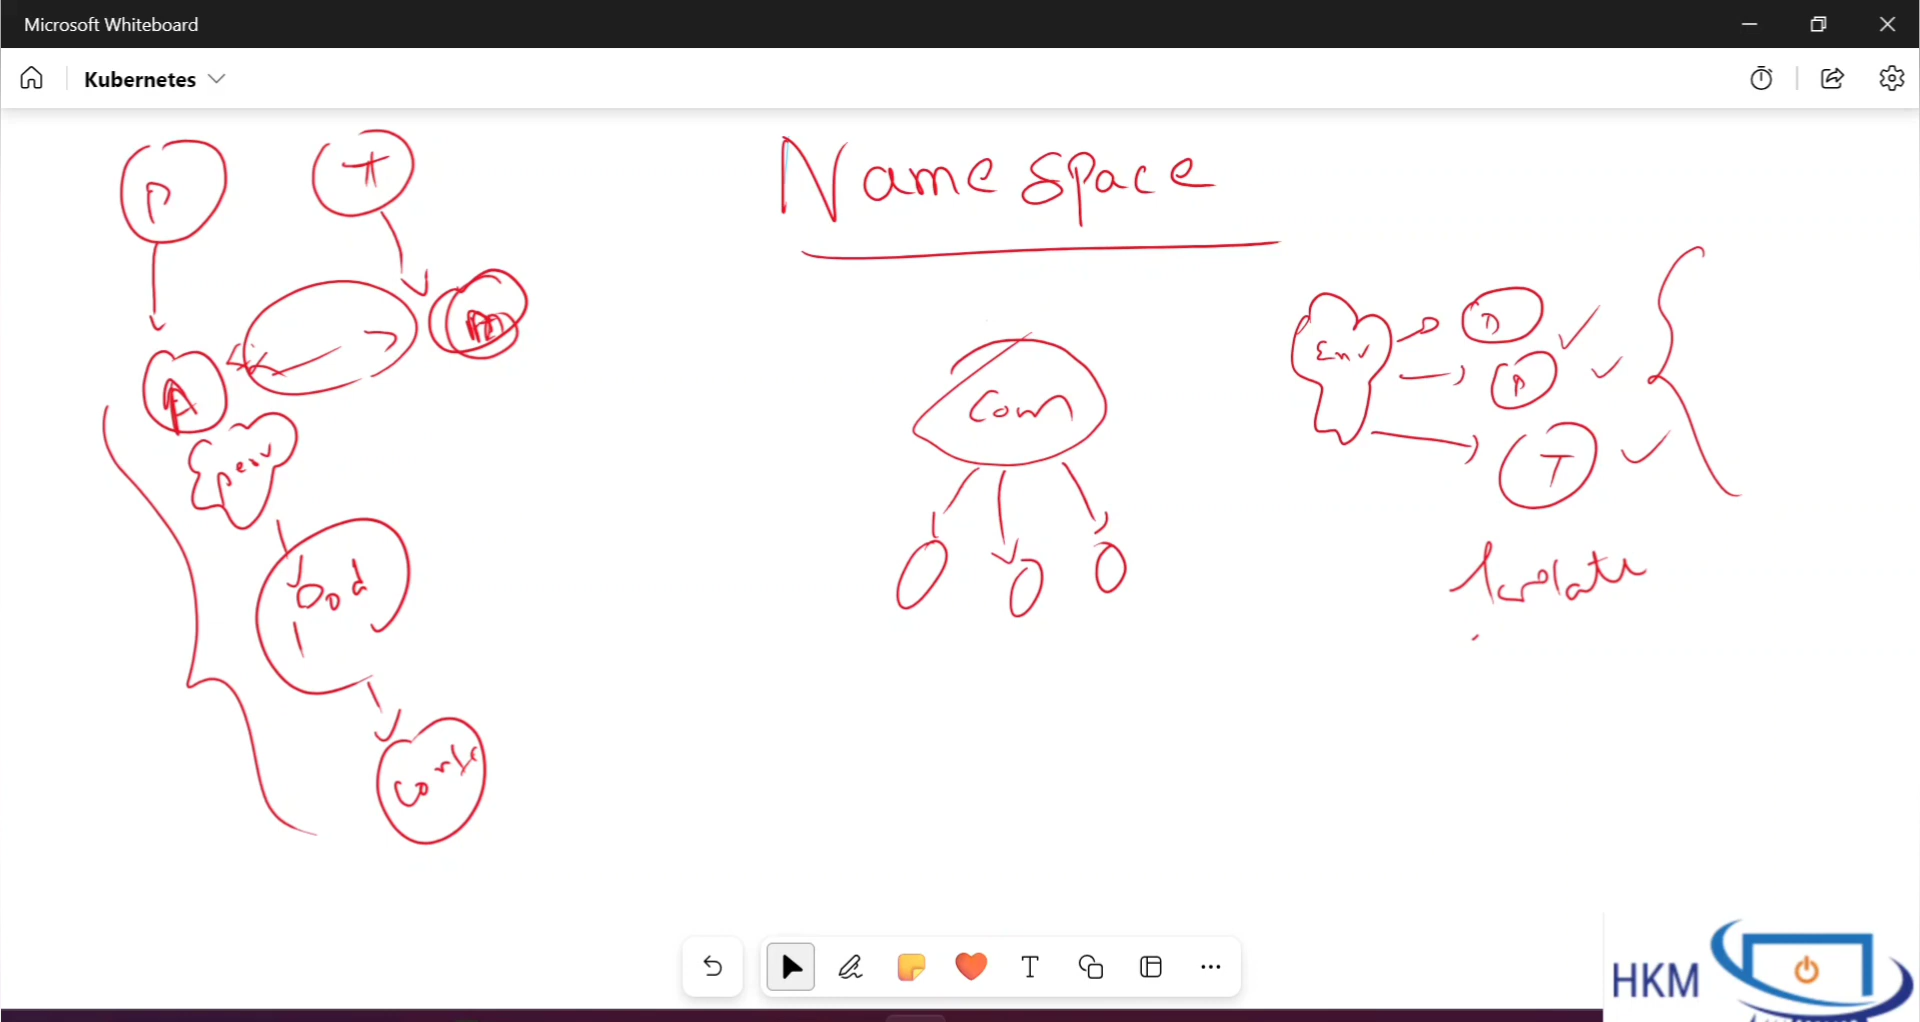 Microsoft Whiteboard
Kubernetes
Name space
P
T
A
Env
D
P
T
Com
Isolate
HKM